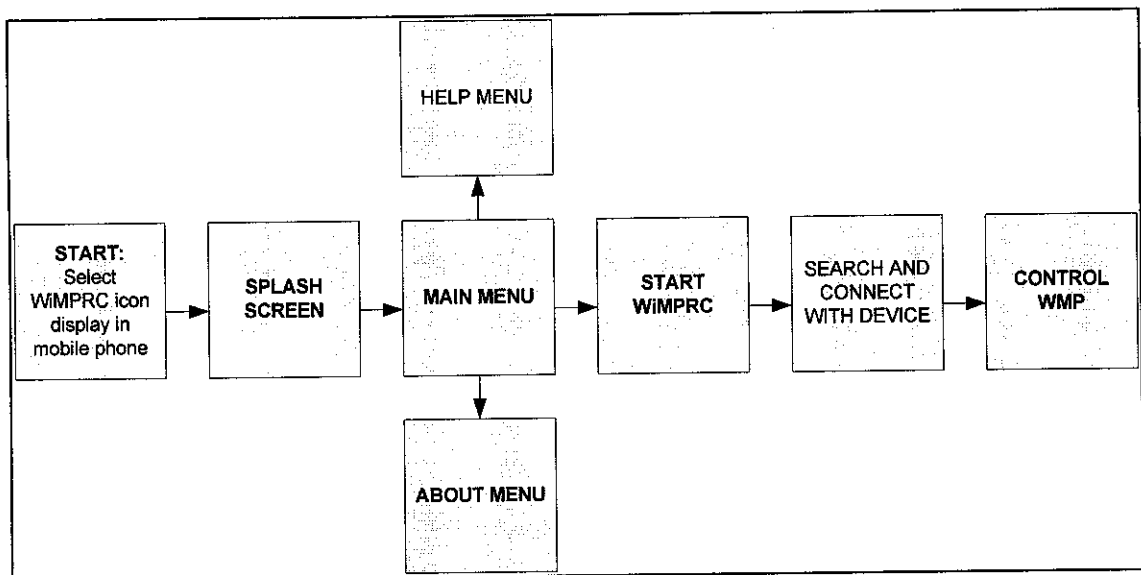 HELP MENU
START:
Select
WiMPRC icon
display in
mobile phone
SPLASH
SCREEN
MAIN MENU
START
WiMPRC
SEARCH AND
CONNECT
WITH DEVICE
CONTROL
WMP
ABOUT MENU